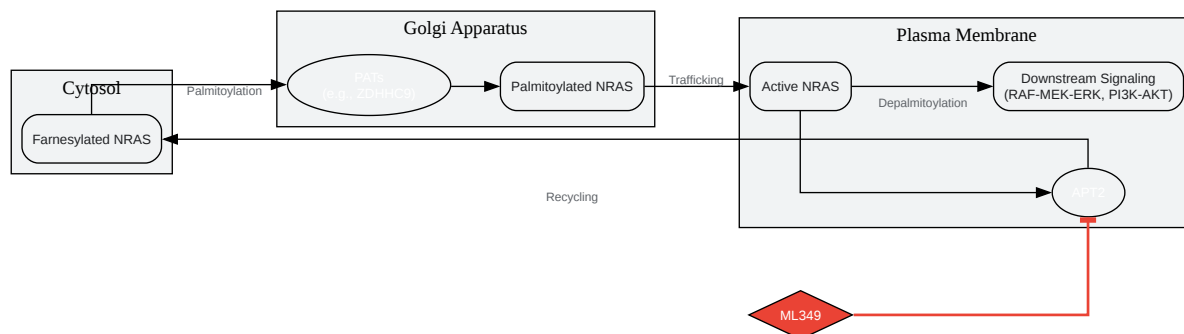 Golgi Apparatus
Plasma Membrane
Cytosol
Palmitoylation
PATs
(e.g., ZDHHC9)
Palmitoylated NRAS
Trafficking
Active NRAS
Depalmitoylation
Downstream Signaling
(RAF-MEK-ERK, PI3K-AKT)
Farnesylated NRAS
Recycling
APT2
ML349